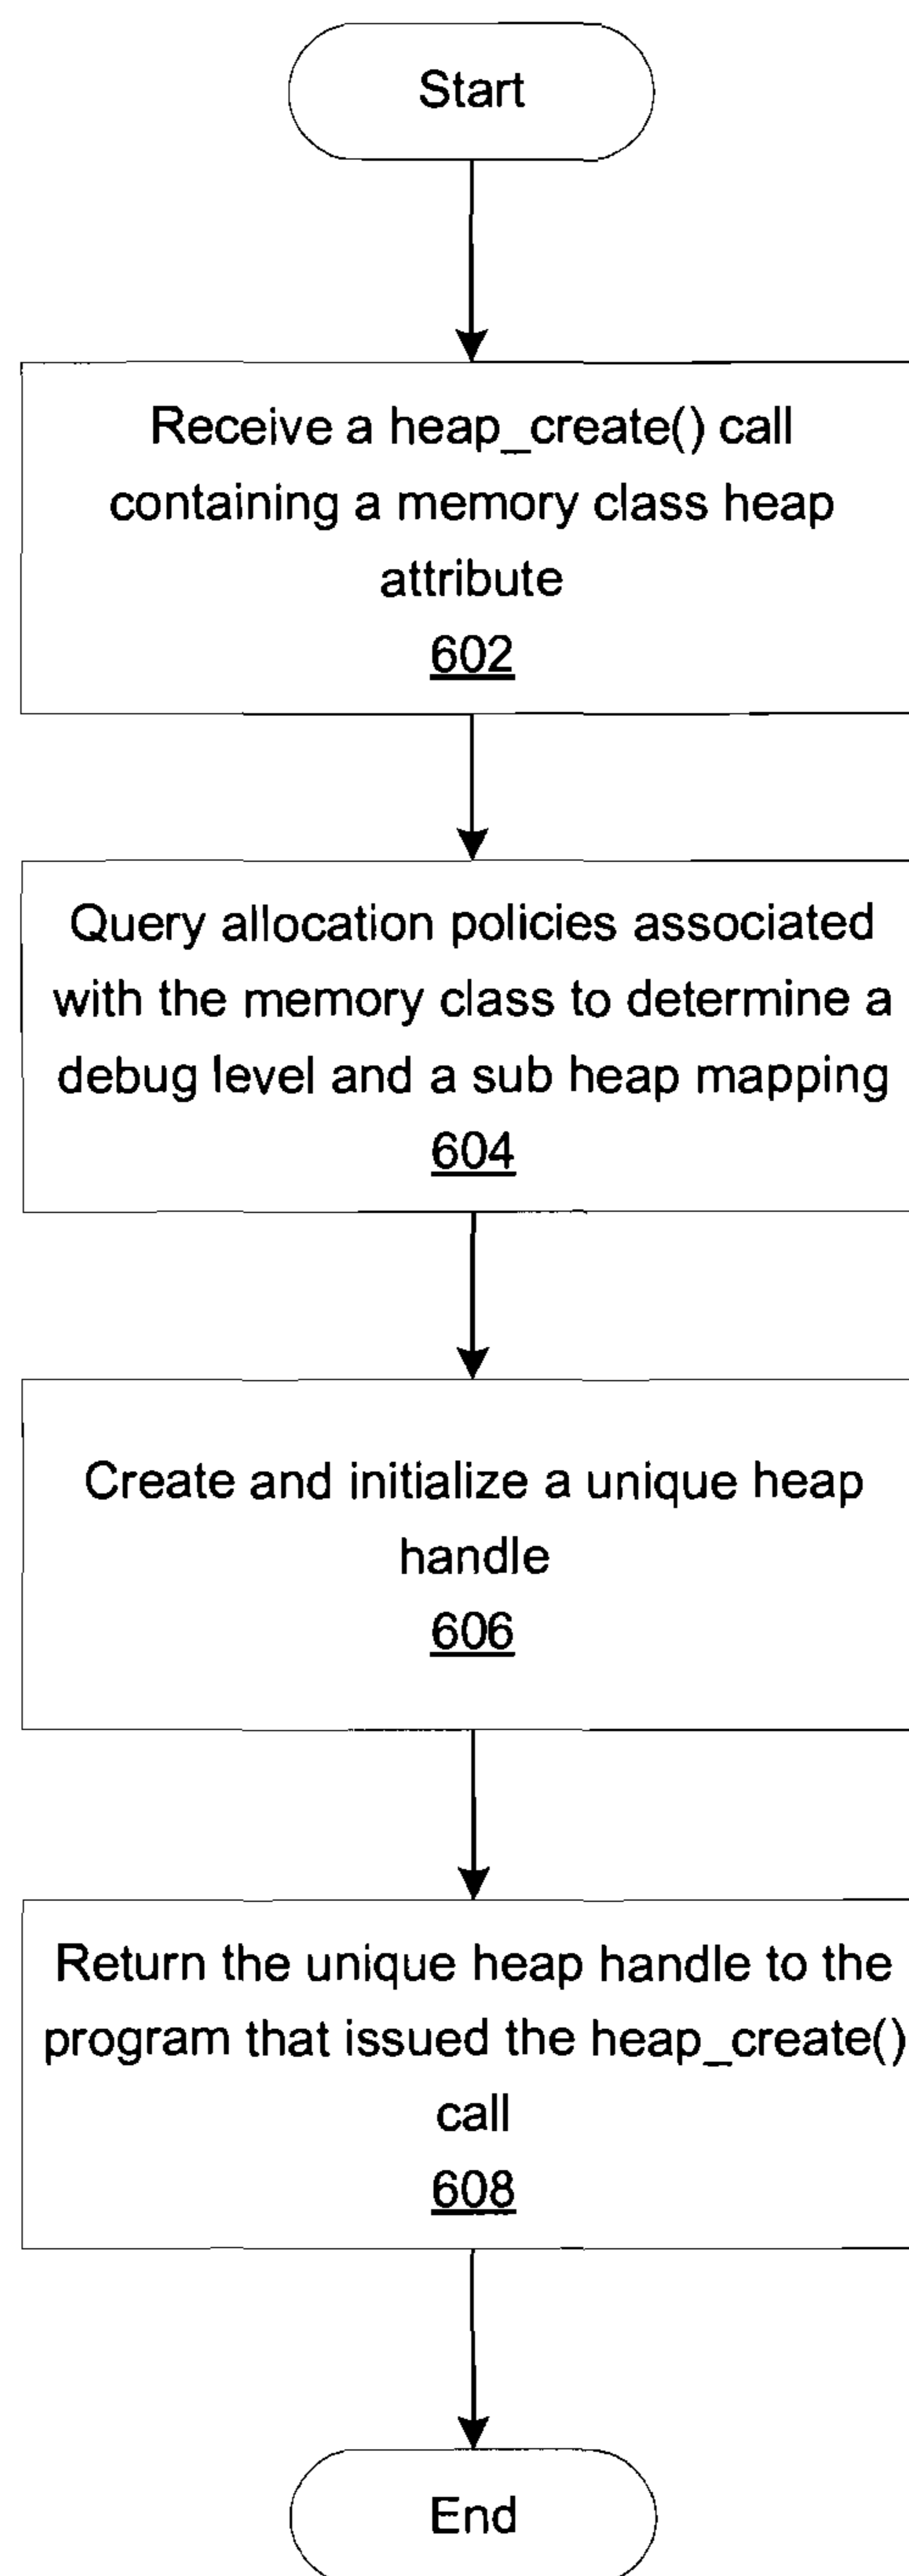 Start
Receive a heap_create() call
containing a memory class heap
attribute
602
Query allocation policies associated
with the memory class to determine a
debug level and a sub heap mapping
604
Create and initialize a unique heap
handle
606
Return the unique heap handle to the
program that issued the heap_create()
call
608
End